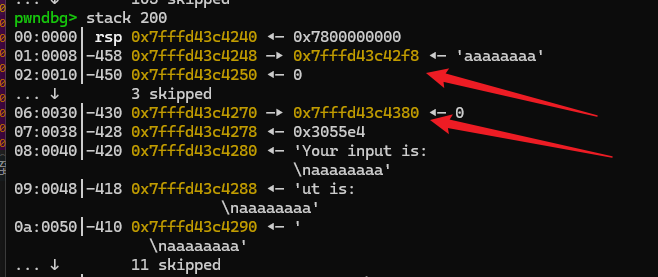 ... ↓        103 skipped
pwndbg> stack 200
00:0000│ rsp 0x7fffd43c4240 ◂— 0x7800000000
01:0008│-458 0x7fffd43c4248 —▸ 0x7fffd43c42f8 ◂— 'aaaaaaaa'
02:0010│-450 0x7fffd43c4250 ◂— 0
... ↓        3 skipped
06:0030│-430 0x7fffd43c4270 —▸ 0x7fffd43c4380 ◂— 0
07:0038│-428 0x7fffd43c4278 ◂— 0x3055e4
08:0040│-420 0x7fffd43c4280 ◂— 'Your input is:
\naaaaaaaa'
09:0048│-418 0x7fffd43c4288 ◂— 'ut is:
\naaaaaaaa'
0a:0050│-410 0x7fffd43c4290 ◂— '
\naaaaaaaa'
... ↓        11 skipped